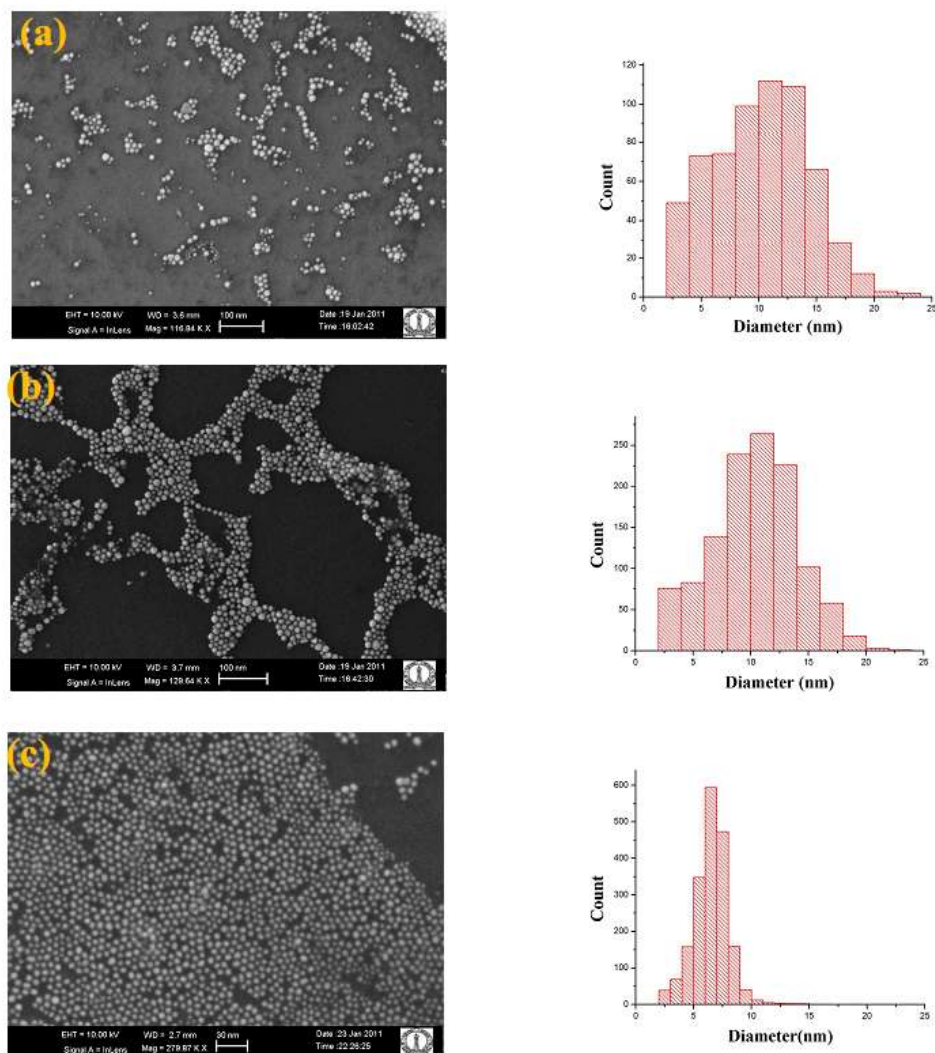 (a)
EHT = 10.00 kV WD = 3.6 mm 100 nm Date :19 Jan 2011
Signal A = InLens Mag = 116.94 K X Time :16:02:42
120
100
80
60
40
20
0
Count
0 5 10 15 20 25
Diameter (nm)
(b)
EHT = 10.00 kV WD = 3.7 mm 100 nm Date :19 Jan 2011
Signal A = InLens Mag = 129.64 K X Time :16:42:30
250
200
150
100
50
0
Count
0 5 10 15 20 25
Diameter (nm)
(c)
EHT = 10.00 kV WD = 2.7 mm 30 nm Date :23 Jan 2011
Signal A = InLens Mag = 279.87 K X Time :22:26:25
600
500
400
300
200
100
0
Count
0 5 10 15 20 25
Diameter(nm)